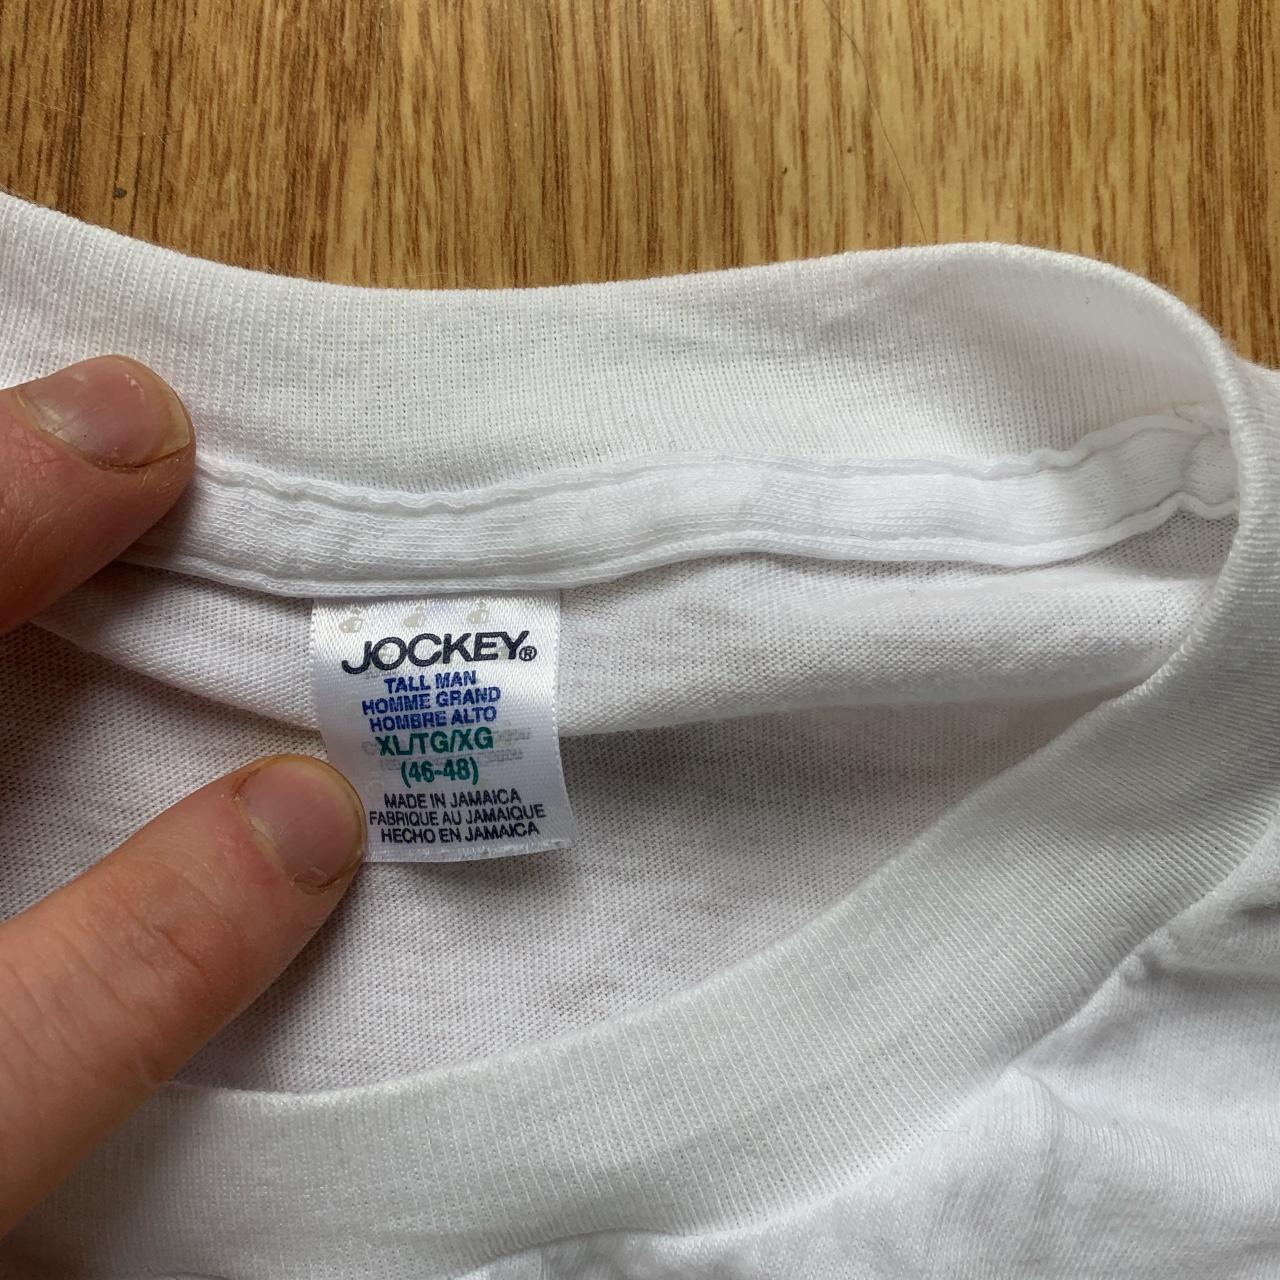 JOCKEY®
TALL MAN
HOMME GRAND
HOMBRE ALTO
XL/TG/XG
(46-48)
MADE IN JAMAICA
FABRIQUE AU JAMAIQUE
HECHO EN JAMAICA